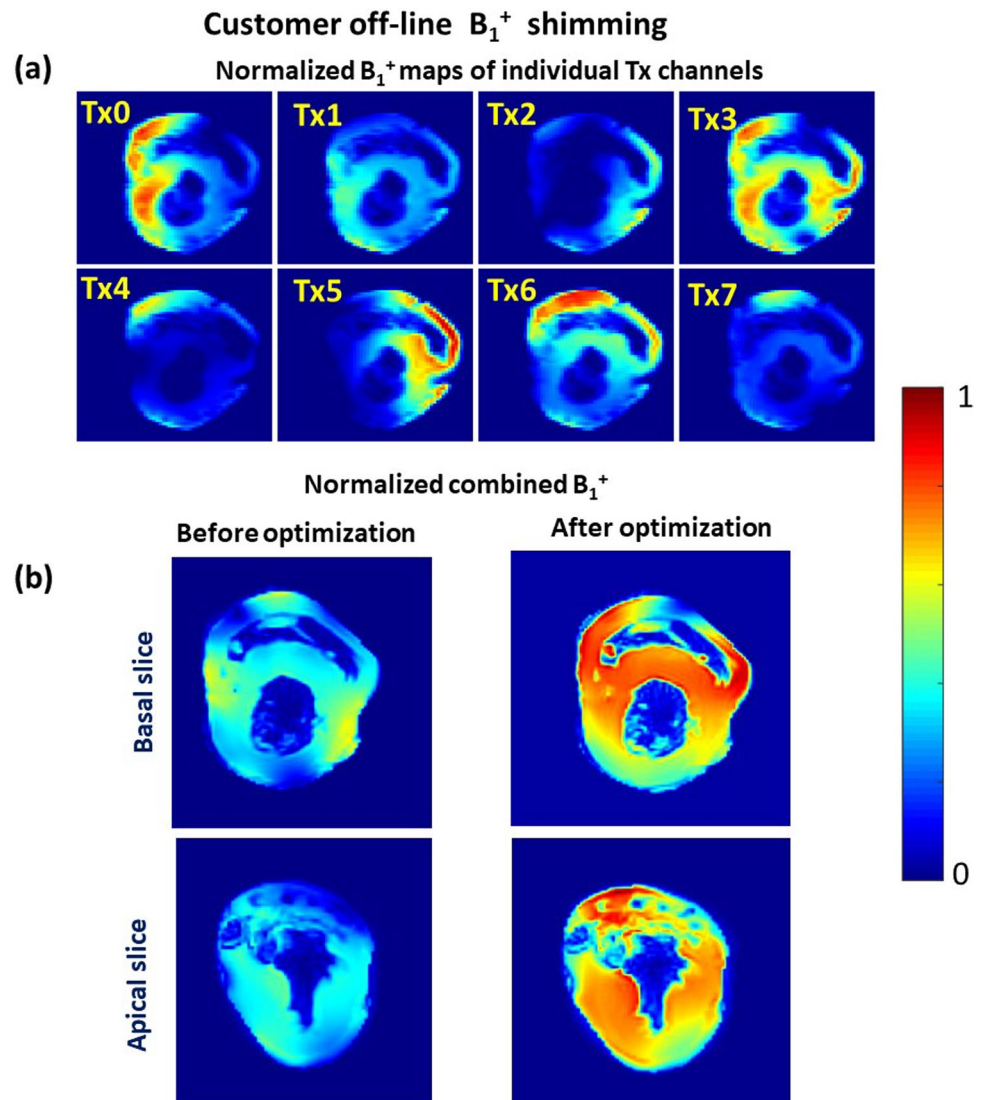 Customer off-line B₁⁺ shimming
(a)
Normalized B₁⁺ maps of individual Tx channels
Tx0
Tx1
Tx2
Tx3
Tx4
Tx5
Tx6
Tx7
1
0
Normalized combined B₁⁺
Before optimization
After optimization
(b)
Basal slice
Apical slice